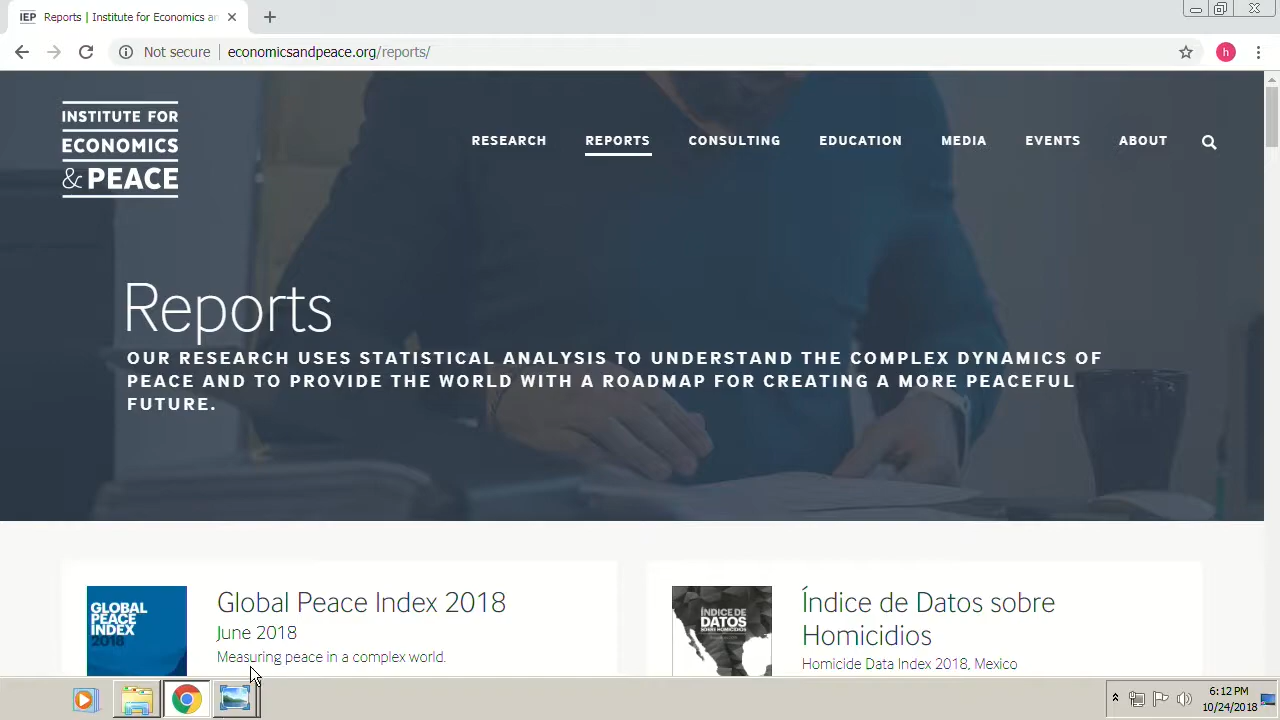 IEP Reports | Institute for Economics an
Not secure economicsandpeace.org/reports/
h
INSTITUTE FOR
ECONOMICS
& PEACE
RESEARCH REPORTS CONSULTING EDUCATION MEDIA EVENTS ABOUT
Reports
OUR RESEARCH USES STATISTICAL ANALYSIS TO UNDERSTAND THE COMPLEX DYNAMICS OF
PEACE AND TO PROVIDE THE WORLD WITH A ROADMAP FOR CREATING A MORE PEACEFUL
FUTURE.
GLOBAL
PEACE
INDEX
2018
Global Peace Index 2018
June 2018
Measuring peace in a complex world.
ÍNDICE DE
DATOS
SOBRE HOMICIDIOS
Índice de Datos sobre
Homicidios
Homicide Data Index 2018, Mexico
6:12 PM
10/24/2018